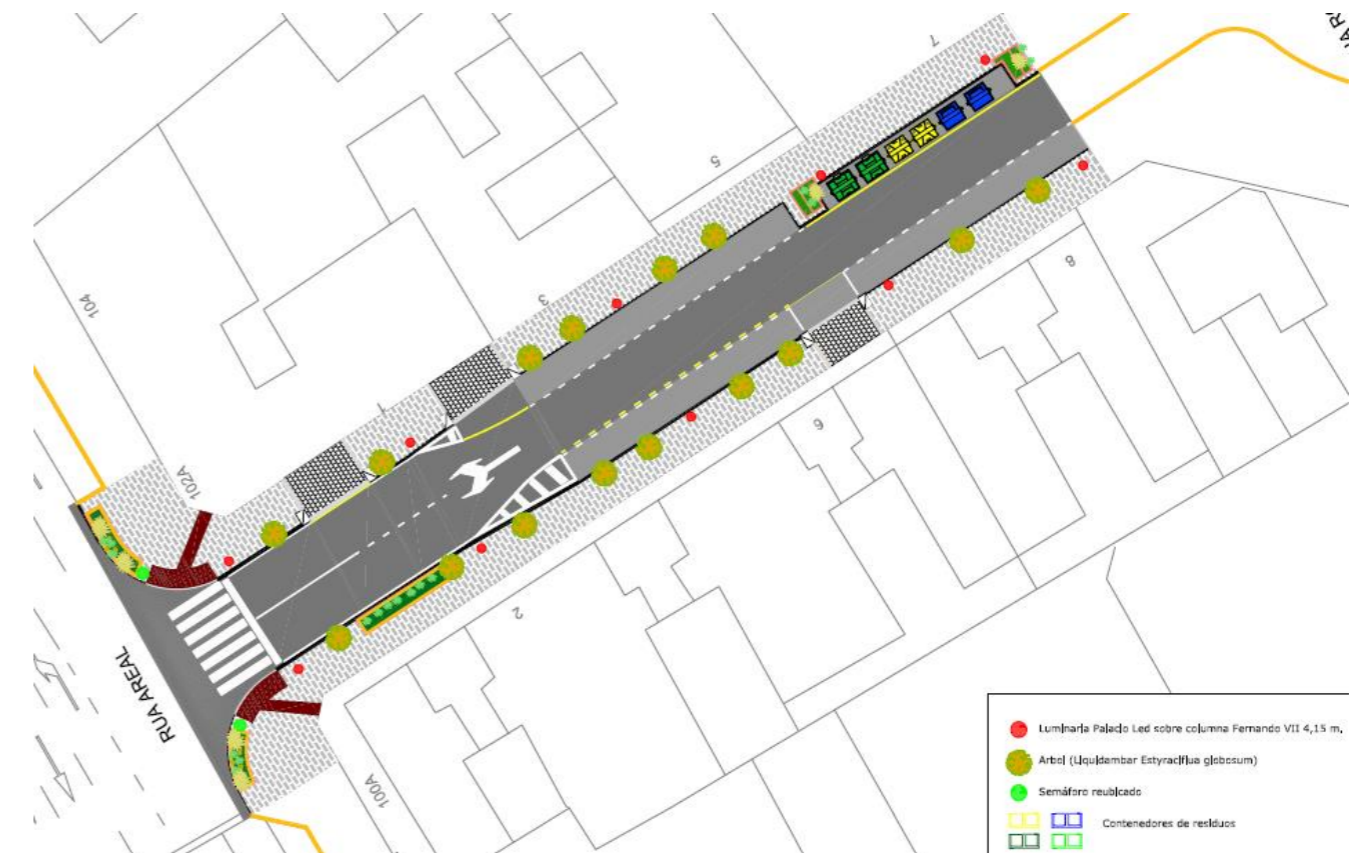 7
5
3
1
104
102A
8
6
2
100A
RUA AREAL
Luminaria Palacio Led sobre columna Fernando VII 4,15 m.
Arbol (Liquidambar Estyraciflua globosum)
Semáforo reubicado
Contenedores de residuos